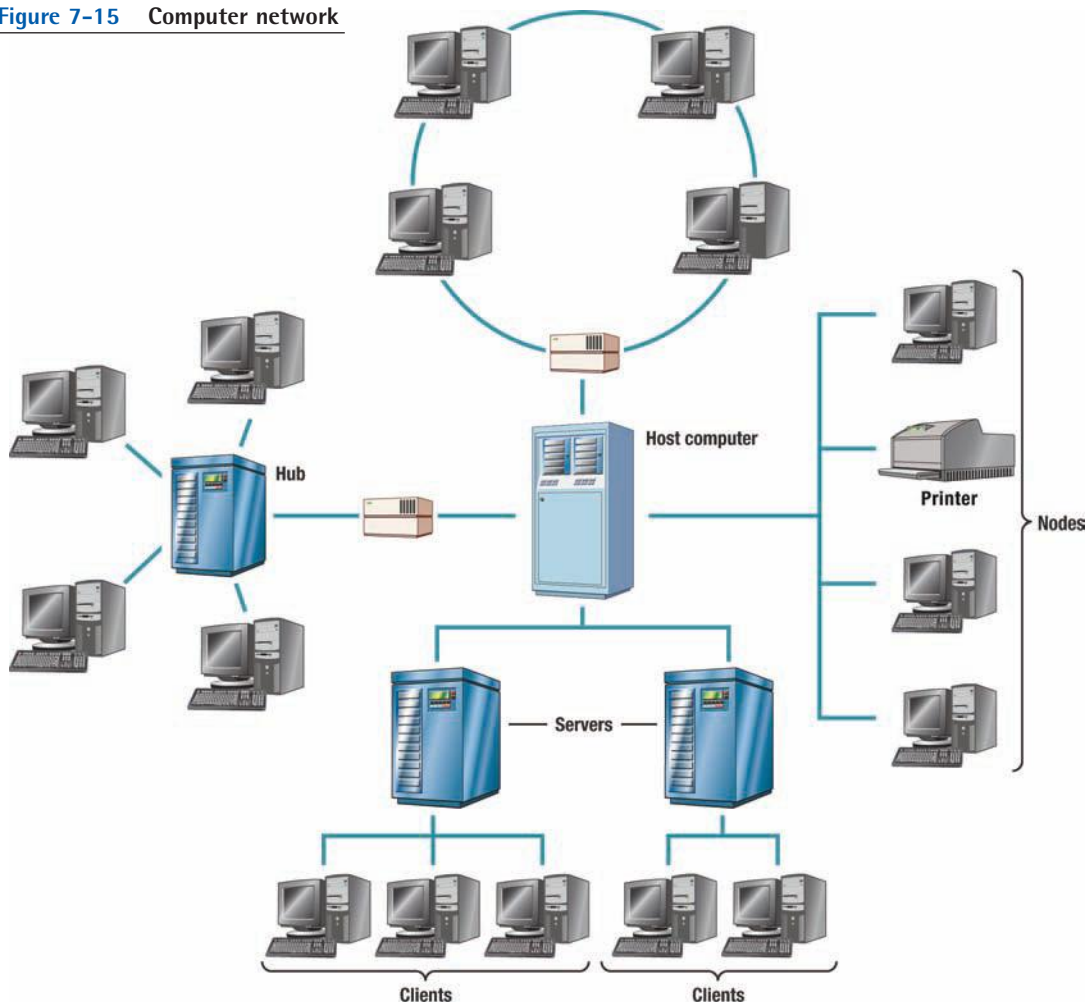 Figure 7-15 Computer network
Host computer
Hub
Printer
Nodes
Servers
Clients
Clients